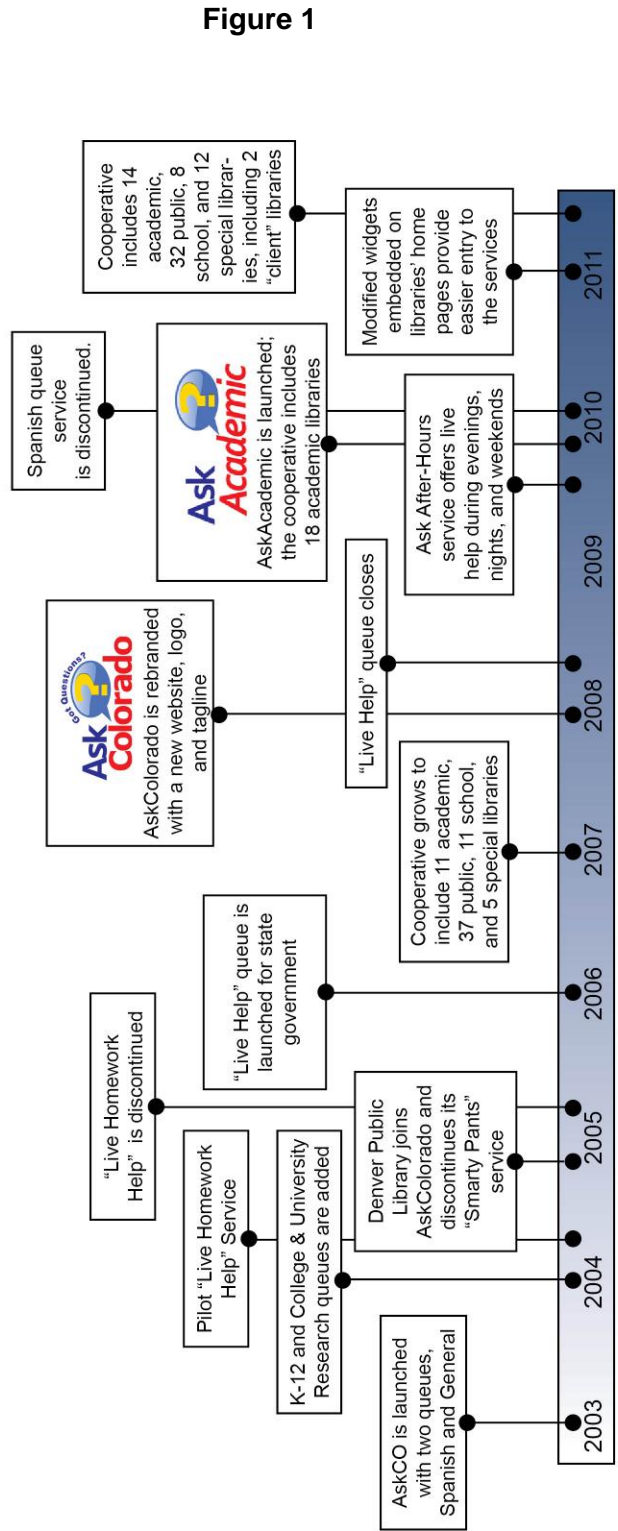 Figure 1
AskCO is launched
with two queues,
Spanish and General
K-12 and College & University
Research queues are added
Pilot “Live Homework
Help” Service
Denver Public
Library joins
AskColorado and
discontinues its
“Smarty Pants”
service
“Live Homework
Help”  is discontinued
“Live Help” queue is
launched for state
government
Cooperative grows to
include 11 academic,
37 public, 11 school,
and 5 special libraries
Got Questions?
Ask
Colorado
?
AskColorado is rebranded
with a new website, logo,
and tagline
“Live Help” queue closes
Ask After-Hours
service offers live
help during evenings,
nights, and weekends
Ask
Academic
?
AskAcademic is launched;
the cooperative includes
18 academic libraries
Spanish queue
service
is discontinued.
Modified widgets
embedded on
libraries’ home
pages provide
easier entry to
the services
Cooperative
includes 14
academic,
32 public, 8
school, and 12
special librar-
ies, including 2
“client” libraries
2003
2004
2005
2006
2007
2008
2009
2010
2011